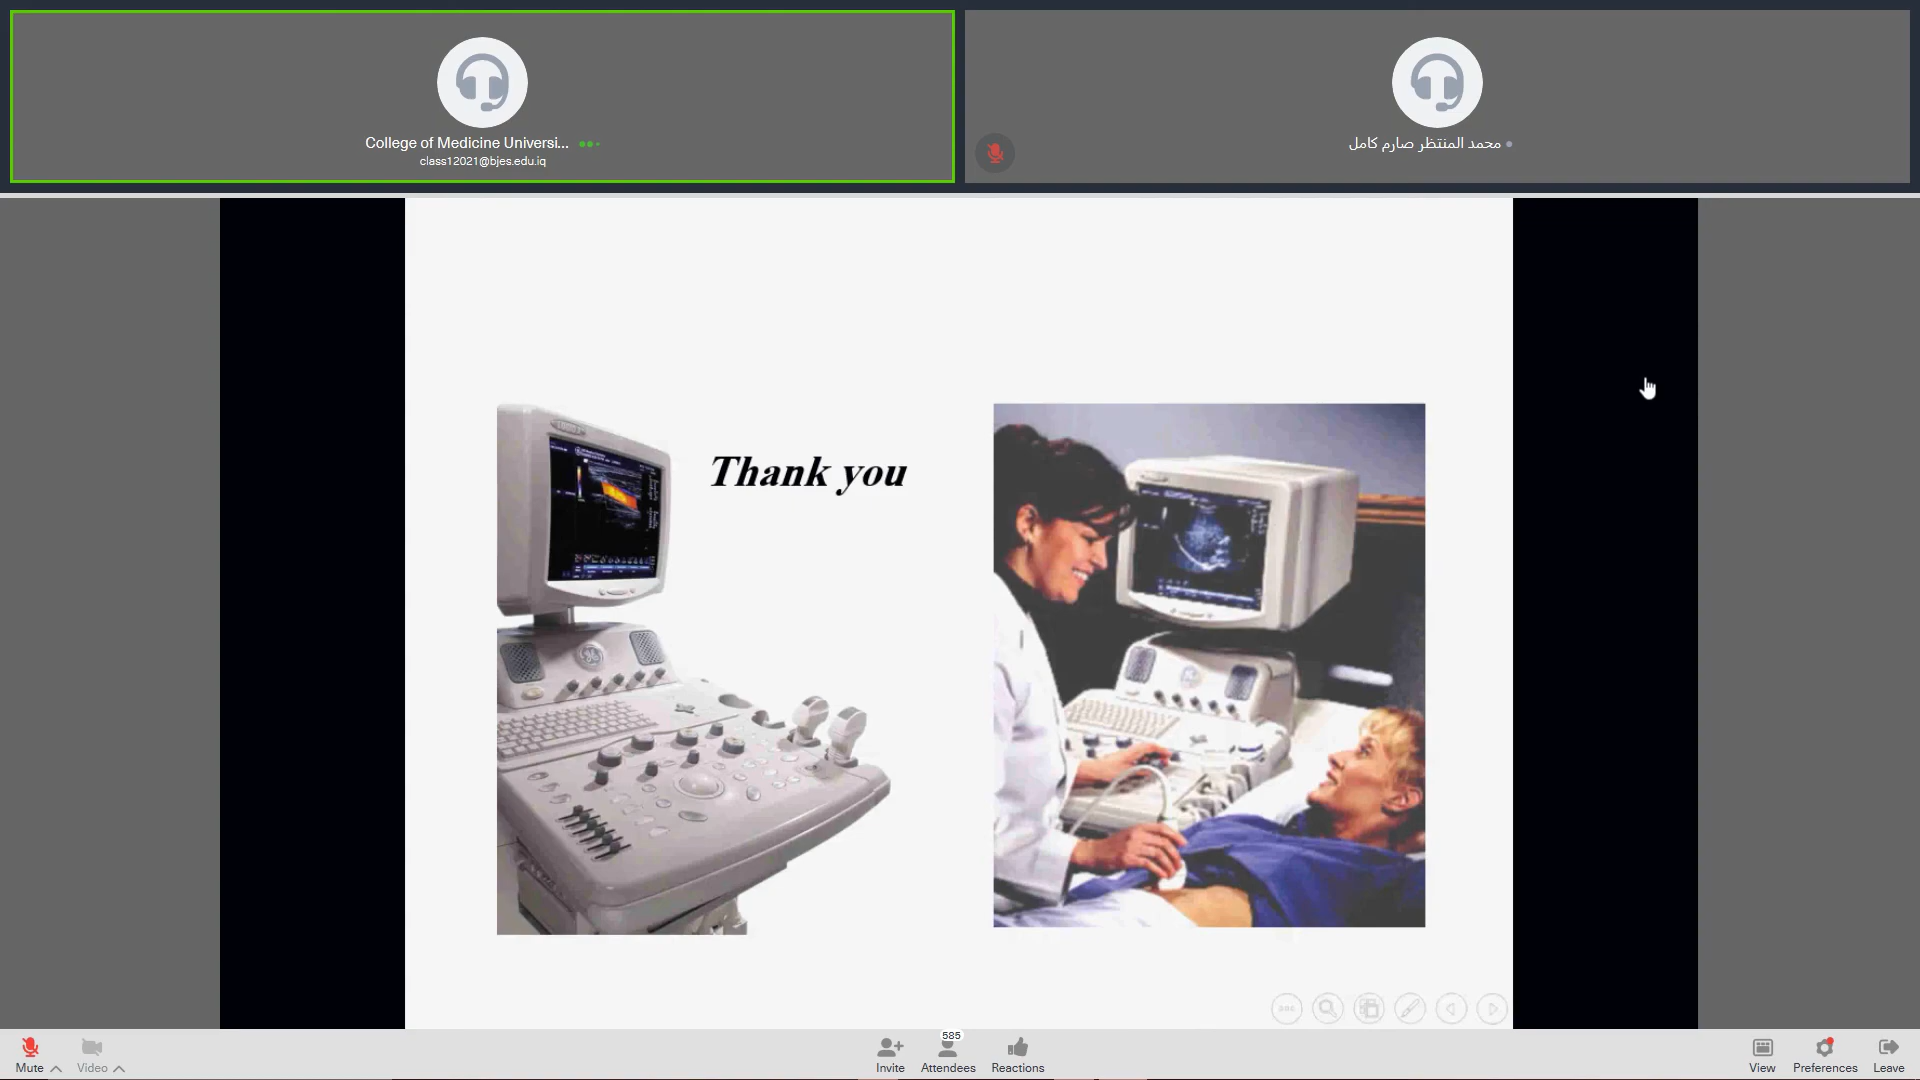 College of Medicine Universi...
class12021@bjes.edu.iq
محمد المنتظر صارم كامل
Thank you
585
Mute
Video
Invite
Attendees
Reactions
View
Preferences
Leave